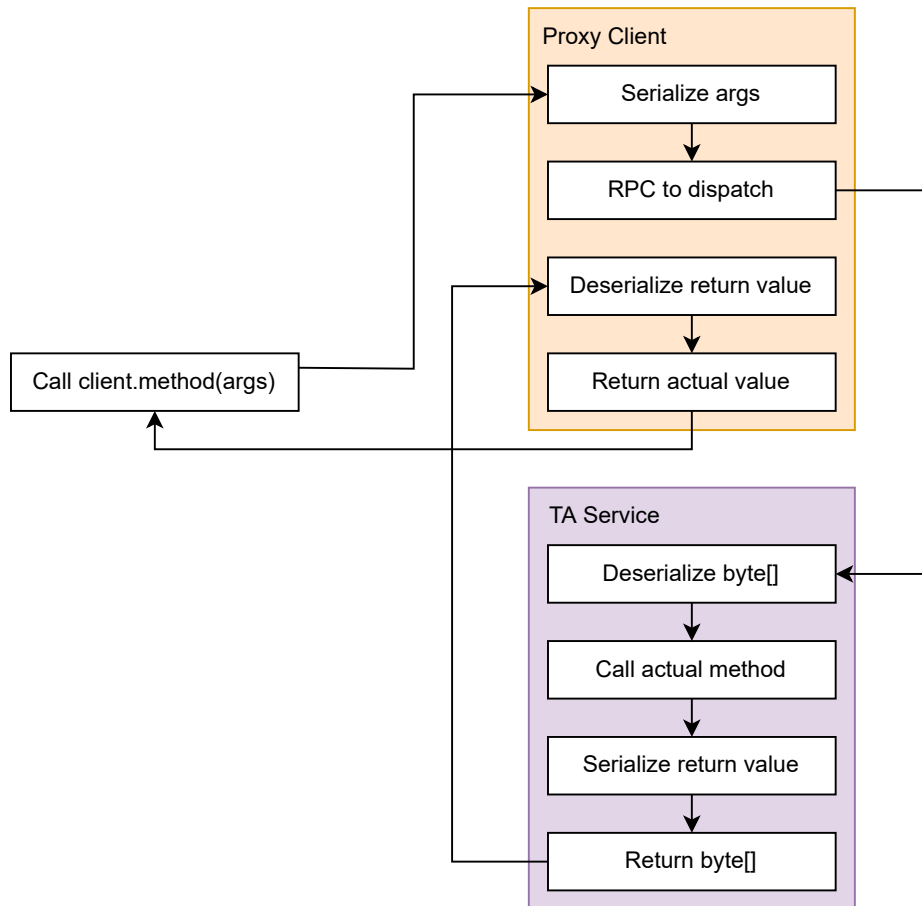 Proxy Client
Serialize args
RPC to dispatch
Deserialize return value
Return actual value
Call client.method(args)
TA Service
Deserialize byte[]
Call actual method
Serialize return value
Return byte[]